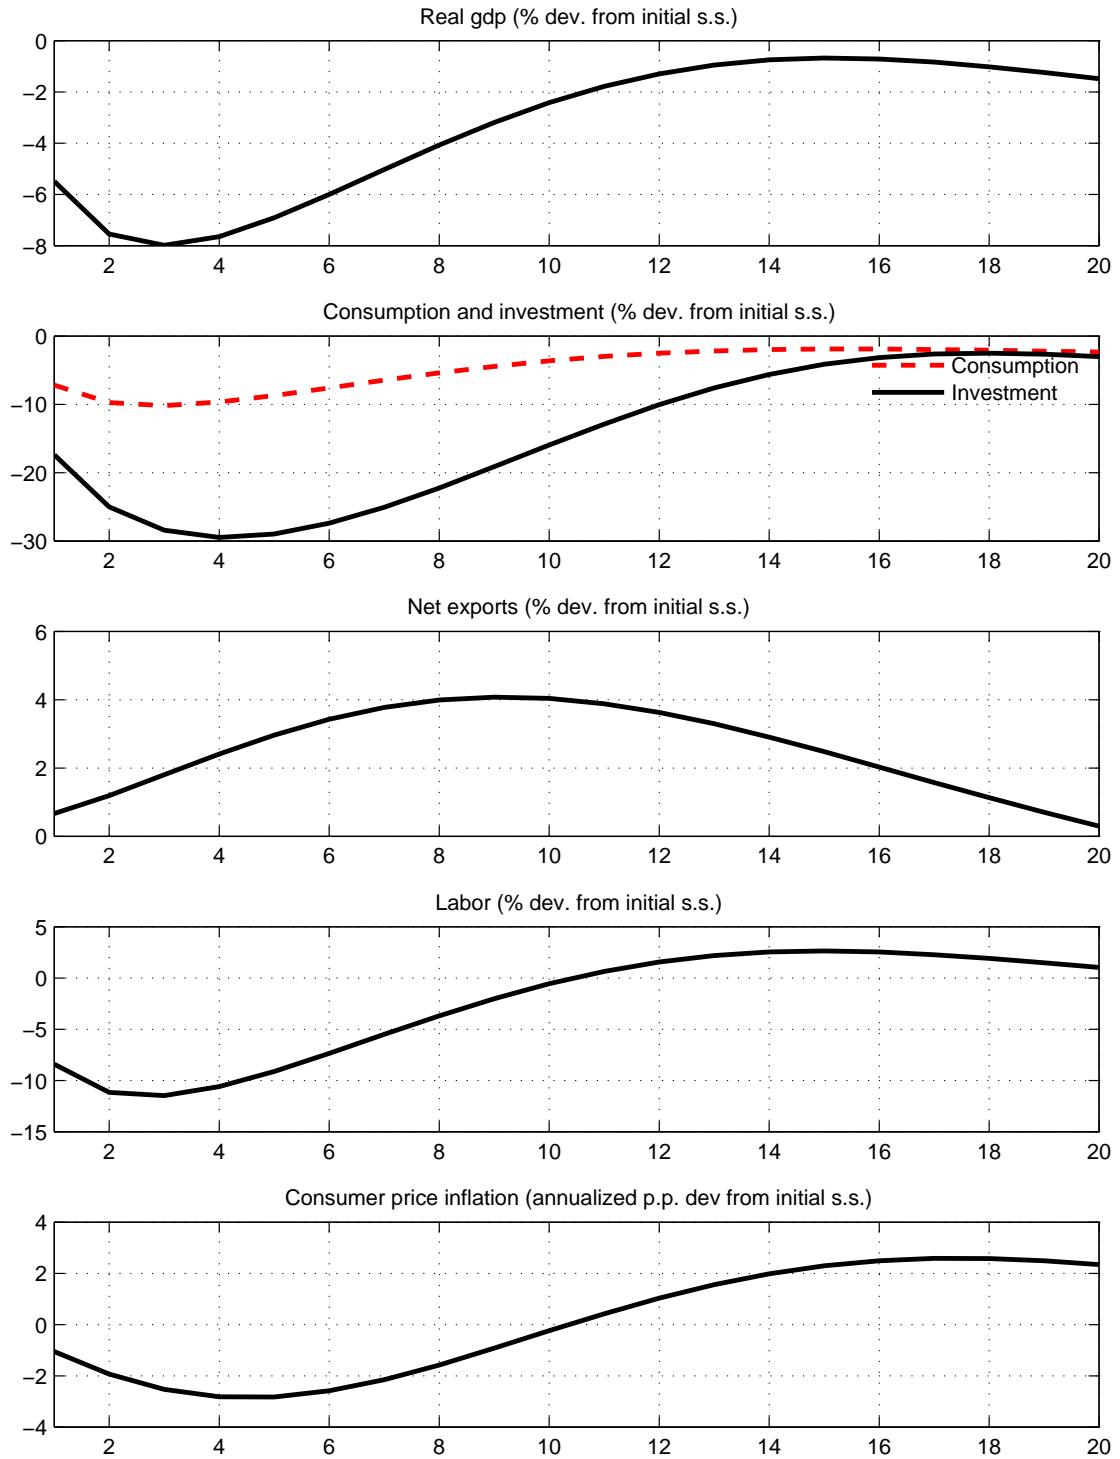 Real gdp (% dev. from initial s.s.)
0
−2
−4
−6
−8
2 4 6 8 10 12 14 16 18 20
Consumption and investment (% dev. from initial s.s.)
0
−10
−20
−30
Consumption
Investment
2 4 6 8 10 12 14 16 18 20
Net exports (% dev. from initial s.s.)
6
4
2
0
2 4 6 8 10 12 14 16 18 20
Labor (% dev. from initial s.s.)
5
0
−5
−10
−15
2 4 6 8 10 12 14 16 18 20
Consumer price inflation (annualized p.p. dev from initial s.s.)
4
2
0
−2
−4
2 4 6 8 10 12 14 16 18 20